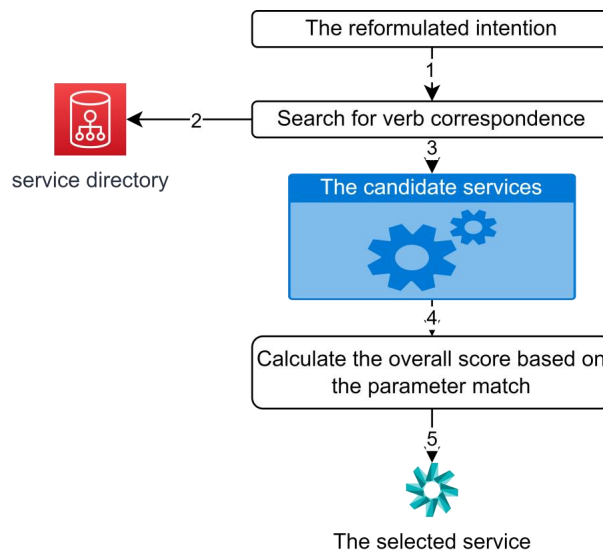 The reformulated intention
1
2
Search for verb correspondence
service directory
3
The candidate services
4
Calculate the overall score based on
the parameter match
5
The selected service